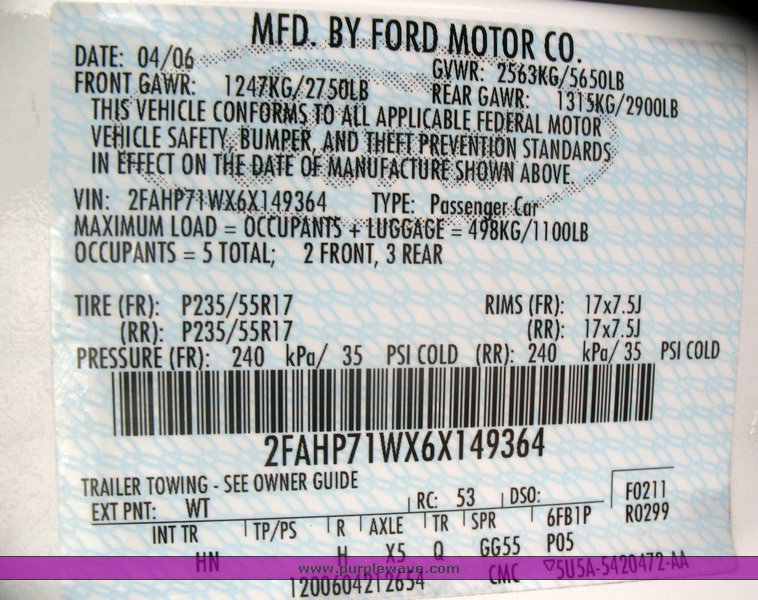 MFD. BY FORD MOTOR CO.
DATE: 04/06 GVWR: 2563KG/5650LB
FRONT GAWR: 1247KG/2750LB REAR GAWR: 1315KG/2900LB
THIS VEHICLE CONFORMS TO ALL APPLICABLE FEDERAL MOTOR
VEHICLE SAFETY, BUMPER, AND THEFT PREVENTION STANDARDS
IN EFFECT ON THE DATE OF MANUFACTURE SHOWN ABOVE.
VIN: 2FAHP71WX6X149364 TYPE: Passenger Car
MAXIMUM LOAD = OCCUPANTS + LUGGAGE = 498KG/1100LB
OCCUPANTS = 5 TOTAL; 2 FRONT, 3 REAR
TIRE (FR): P235/55R17 RIMS (FR): 17x7.5J
(RR): P235/55R17 (RR): 17x7.5J
PRESSURE (FR): 240 kPa/ 35 PSI COLD (RR): 240 kPa/ 35 PSI COLD
2FAHP71WX6X149364
TRAILER TOWING - SEE OWNER GUIDE
EXT PNT: WT RC: 53 DSO: F0211
INT TR TP/PS R AXLE TR SPR 6FB1P R0299
HN H X5 Q GG55 P05
1200604212654 CMC ▽5U5A-5420472-AA
www.purplewave.com